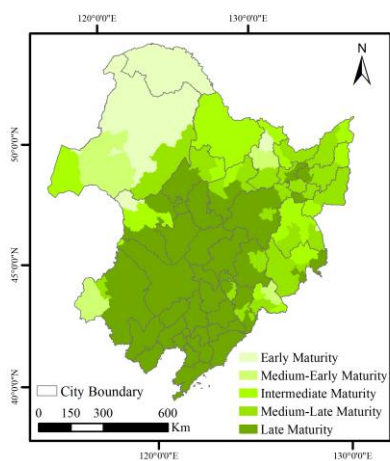 120°0'0"E 130°0'0"E
N
50°0'0"N
45°0'0"N
40°0'0"N
Early Maturity
Medium-Early Maturity
Intermediate Maturity
Medium-Late Maturity
Late Maturity
City Boundary
0 150 300 600
Km
120°0'0"E 130°0'0"E